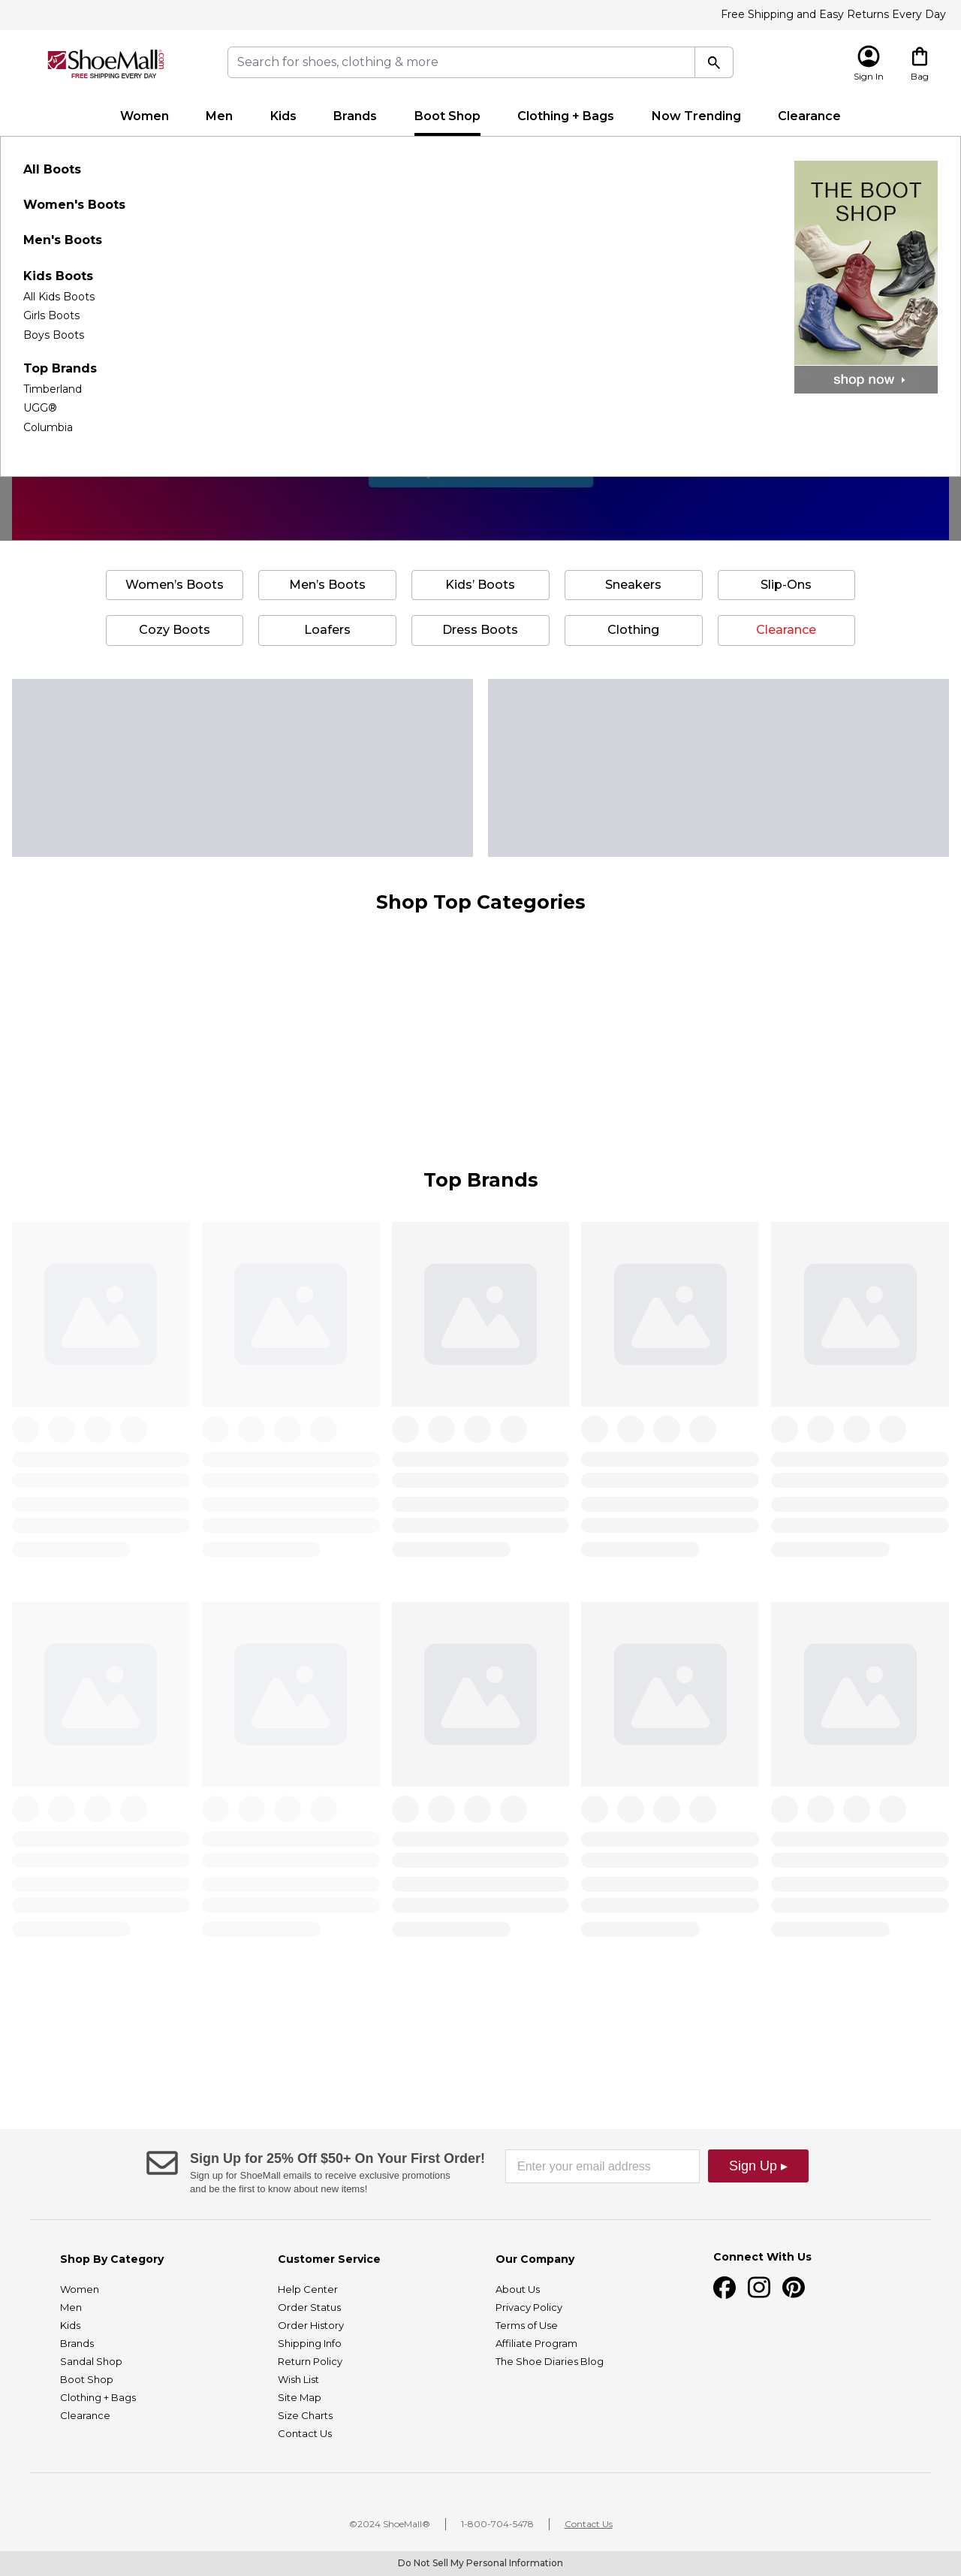 Free Shipping and Easy Returns Every Day
ShoeMall.com
FREE SHIPPING EVERY DAY
Search for shoes, clothing & more
Sign In
Bag
Women
Men
Kids
Brands
Boot Shop
Clothing + Bags
Now Trending
Clearance
All Boots
Women's Boots
Men's Boots
Kids Boots
All Kids Boots
Girls Boots
Boys Boots
Top Brands
Timberland
UGG®
Columbia
THE BOOT
SHOP
shop now
Women’s Boots
Men’s Boots
Kids’ Boots
Sneakers
Slip-Ons
Cozy Boots
Loafers
Dress Boots
Clothing
Clearance
Shop Top Categories
Top Brands
Sign Up for 25% Off $50+ On Your First Order!
Sign up for ShoeMall emails to receive exclusive promotions
and be the first to know about new items!
Enter your email address
Sign Up ▸
Shop By Category
Women
Men
Kids
Brands
Sandal Shop
Boot Shop
Clothing + Bags
Clearance
Customer Service
Help Center
Order Status
Order History
Shipping Info
Return Policy
Wish List
Site Map
Size Charts
Contact Us
Our Company
About Us
Privacy Policy
Terms of Use
Affiliate Program
The Shoe Diaries Blog
Connect With Us
©2024 ShoeMall®
1-800-704-5478
Contact Us
Do Not Sell My Personal Information